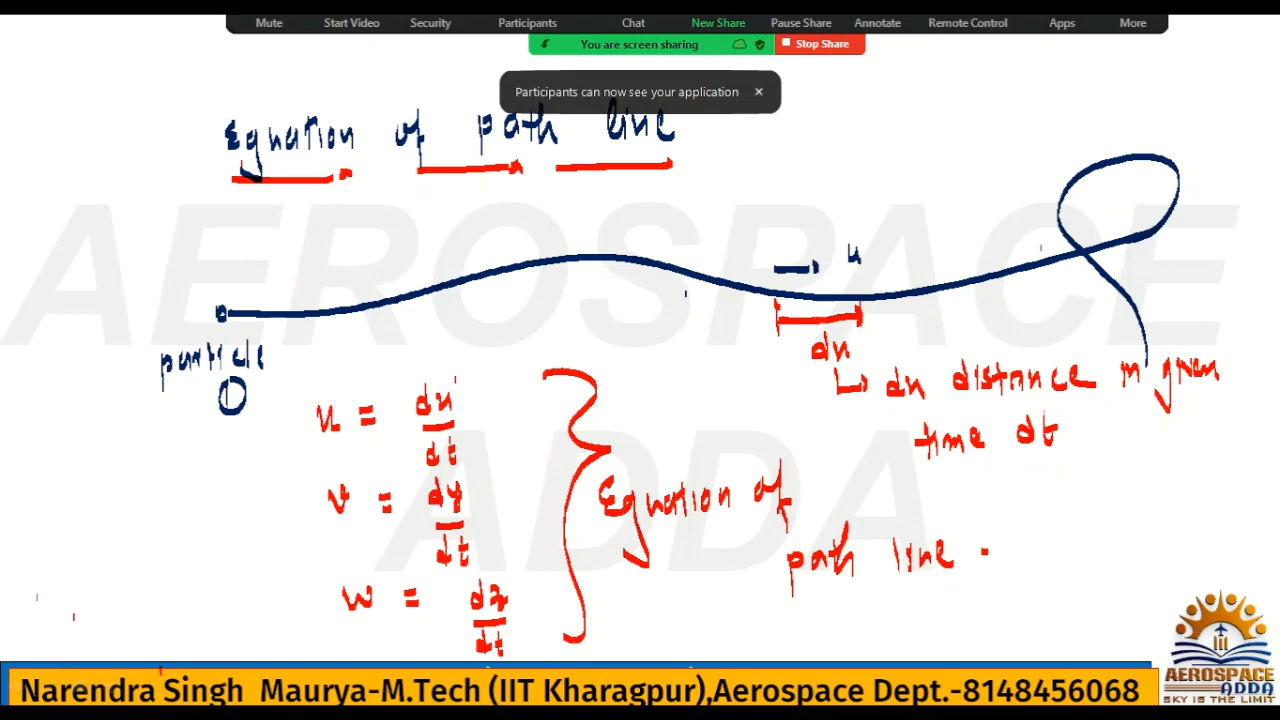 Mute Start Video Security Participants Chat New Share Pause Share Annotate Remote Control Apps More
You are screen sharing Stop Share
Participants can now see your application ×
Equation of path line
u
dx
particle
①
↳ dx distance in given
time dt
u = dx/dt
v = dy/dt
w = dz/dt
Equation of
path line .
AEROSPACE
ADDA
AEROSPACE
ADDA
SKY IS THE LIMIT
Narendra Singh Maurya-M.Tech (IIT Kharagpur),Aerospace Dept.-8148456068